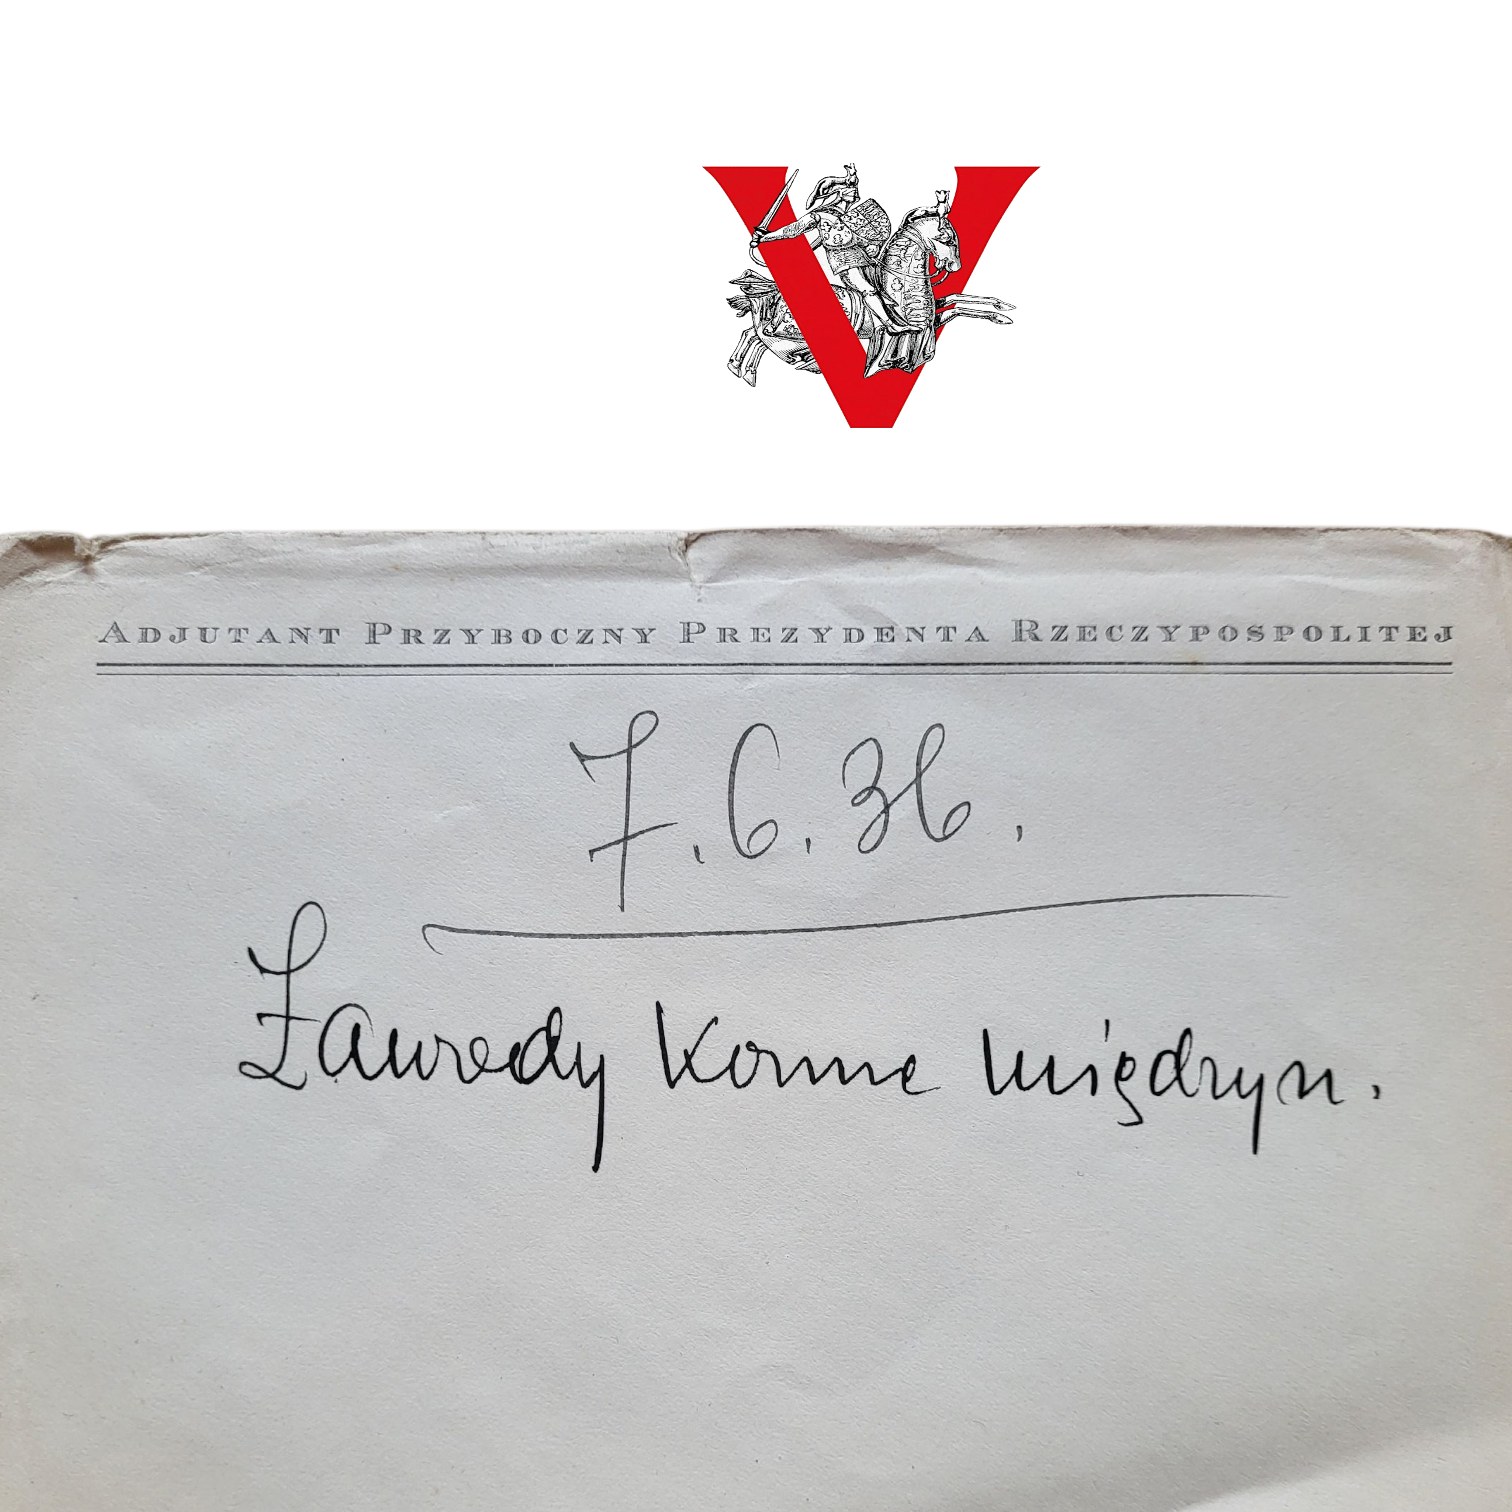 V
ADJUTANT PRZYBOCZNY PREZYDENTA RZECZYPOSPOLITEJ
7.6.36.
Zawody Konne Międzyn.